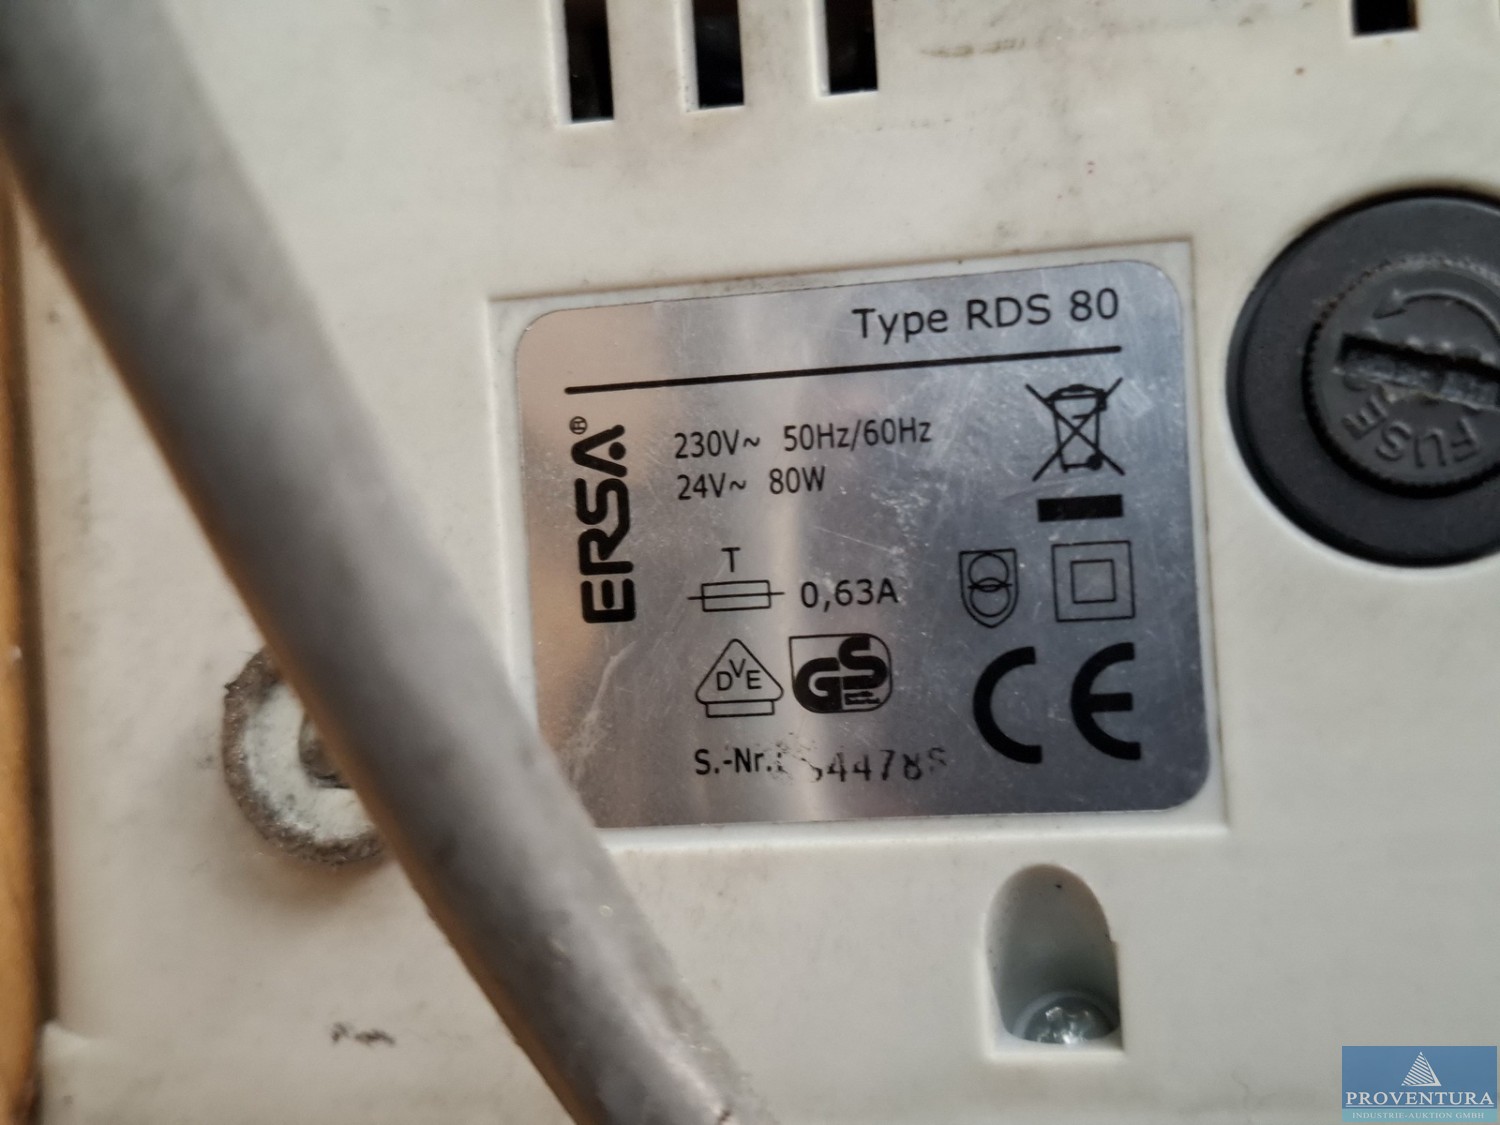 Type RDS 80
ERSA®
230V~ 50Hz/60Hz
24V~ 80W
T
0,63A
DVE
GS
CE
S.-Nr.:
FUSE
PROVENTURA
INDUSTRIE-AUKTION GMBH